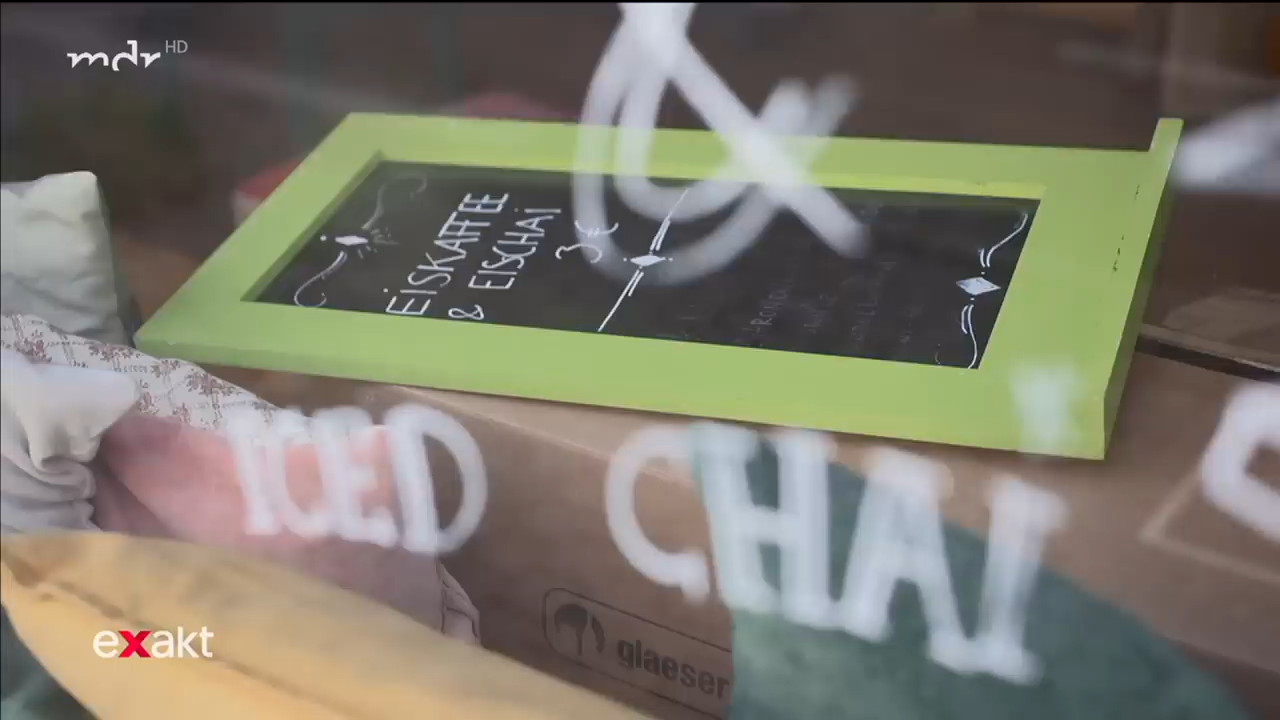 mdr HD
&
EISKAFFEE
& EISCHAI
3€
ICED CHAI
glaeser
exakt